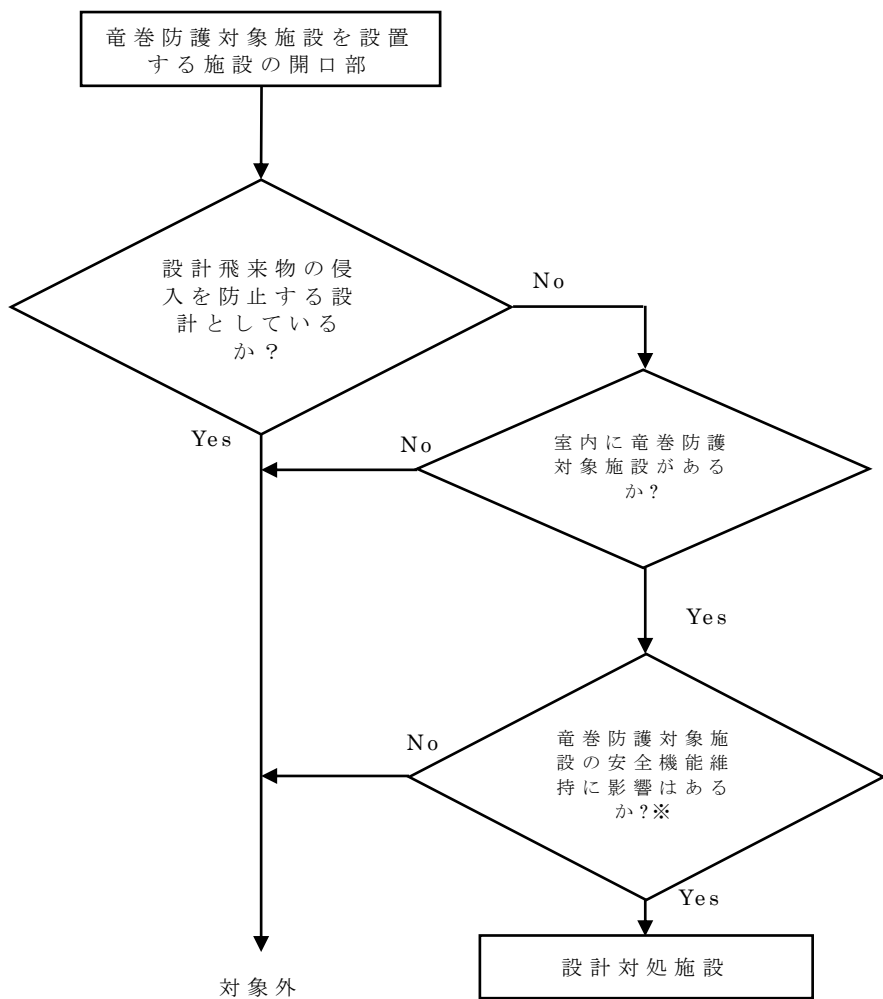 竜巻防護対象施設を設置
する施設の開口部
設計飛来物の侵
入を防止する設
計としている
か？
No
Yes
No
室内に竜巻防護
対象施設がある
か?
Yes
No
竜巻防護対象施
設の安全機能維
持に影響はある
か?※
Yes
設計対処施設
対象外